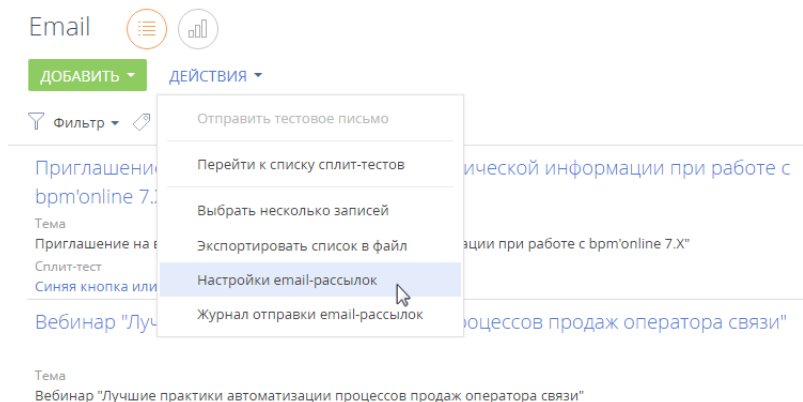 Email
ДОБАВИТЬ ДЕЙСТВИЯ
Фильтр
Отправить тестовое письмо
Перейти к списку сплит-тестов
Выбрать несколько записей
Экспортировать список в файл
Настройки email-рассылок
Журнал отправки email-рассылок
Приглашение ической информации при работе с
bpm'online 7.
Тема
Приглашение на ации при работе с bpm'online 7.X"
Сплит-тест
Синяя кнопка или
Вебинар "Луч оцессов продаж оператора связи"
Тема
Вебинар "Лучшие практики автоматизации процессов продаж оператора связи"